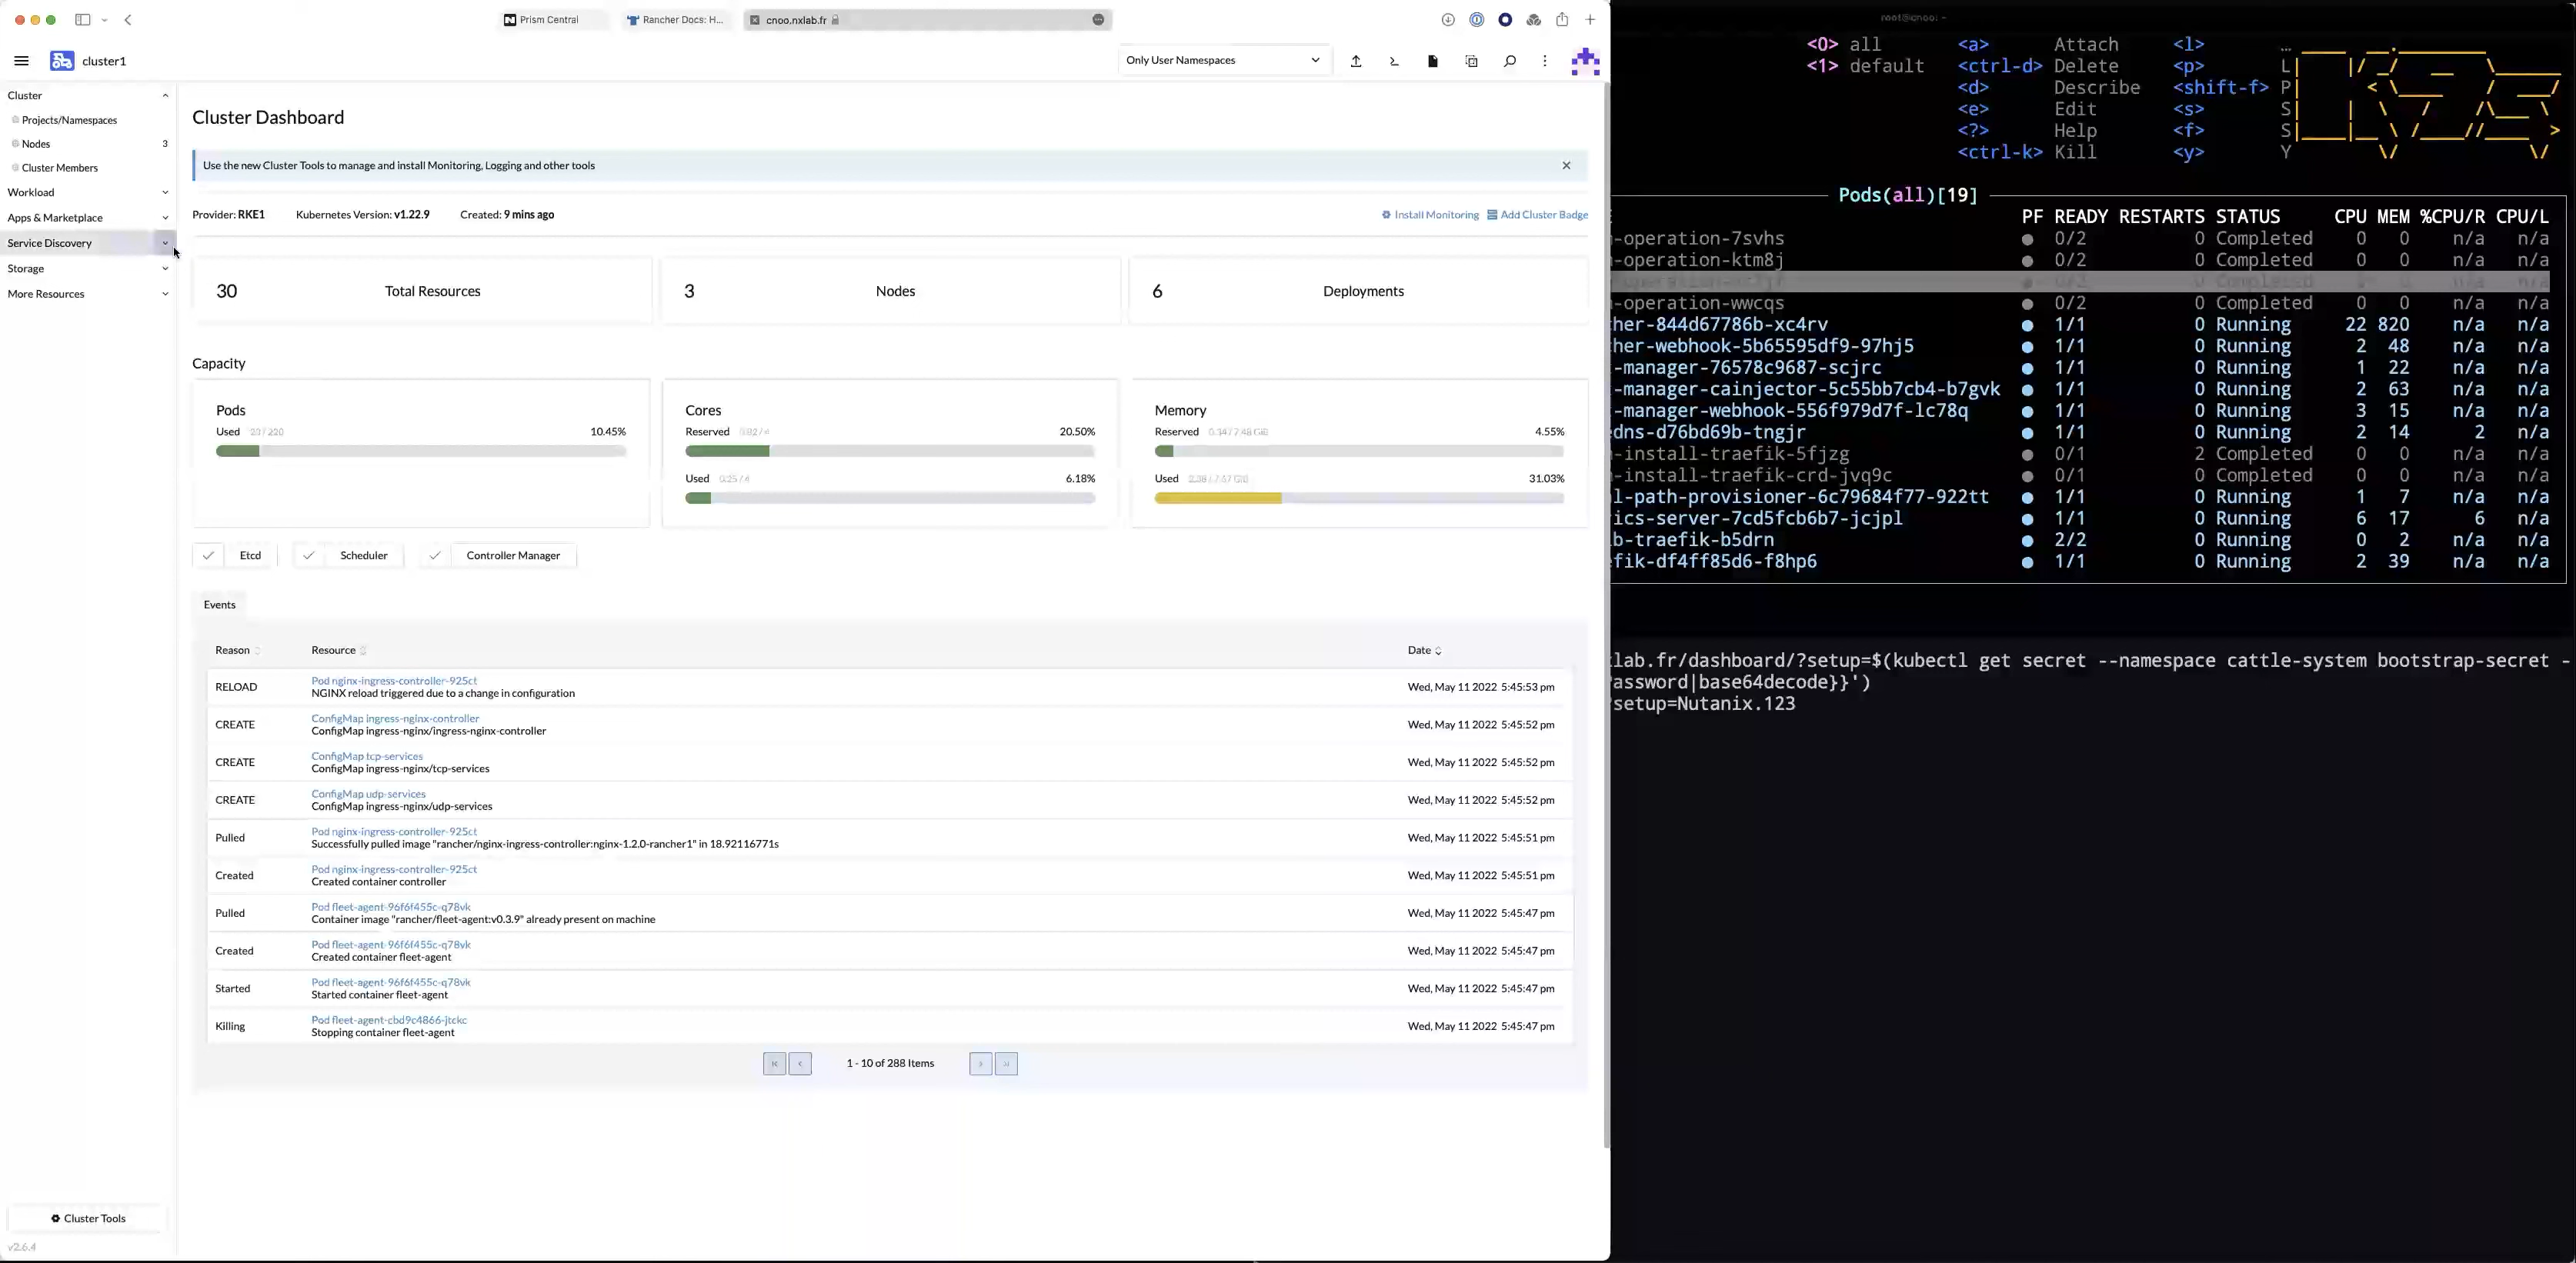 Prism Central
Rancher Docs: H...
cnoo.nxlab.fr
cluster1
Only User Namespaces
Cluster
Projects/Namespaces
Nodes 3
Cluster Members
Workload
Apps & Marketplace
Service Discovery
Storage
More Resources
Cluster Tools
v2.6.4
Cluster Dashboard
Use the new Cluster Tools to manage and install Monitoring, Logging and other tools
Provider: RKE1 Kubernetes Version: v1.22.9 Created: 9 mins ago Install Monitoring Add Cluster Badge
30 Total Resources 3 Nodes 6 Deployments
Capacity
Pods
Used 23 / 220 10.45%
Cores
Reserved 0.82 / 4 20.50%
Used 0.25 / 4 6.18%
Memory
Reserved 0.34 / 7.48 GiB 4.55%
Used 2.38 / 7.67 GiB 31.03%
Etcd Scheduler Controller Manager
Events
Reason Resource Date
RELOAD Pod nginx-ingress-controller-925ct Wed, May 11 2022 5:45:53 pm
NGINX reload triggered due to a change in configuration
CREATE ConfigMap ingress-nginx-controller Wed, May 11 2022 5:45:52 pm
ConfigMap ingress-nginx/ingress-nginx-controller
CREATE ConfigMap tcp-services Wed, May 11 2022 5:45:52 pm
ConfigMap ingress-nginx/tcp-services
CREATE ConfigMap udp-services Wed, May 11 2022 5:45:52 pm
ConfigMap ingress-nginx/udp-services
Pulled Pod nginx-ingress-controller-925ct Wed, May 11 2022 5:45:51 pm
Successfully pulled image "rancher/nginx-ingress-controller:nginx-1.2.0-rancher1" in 18.92116771s
Created Pod nginx-ingress-controller-925ct Wed, May 11 2022 5:45:51 pm
Created container controller
Pulled Pod fleet-agent-96f6f455c-q78vk Wed, May 11 2022 5:45:47 pm
Container image "rancher/fleet-agent:v0.3.9" already present on machine
Created Pod fleet-agent-96f6f455c-q78vk Wed, May 11 2022 5:45:47 pm
Created container fleet-agent
Started Pod fleet-agent-96f6f455c-q78vk Wed, May 11 2022 5:45:47 pm
Started container fleet-agent
Killing Pod fleet-agent-cbd9c4866-jtckc Wed, May 11 2022 5:45:47 pm
Stopping container fleet-agent
1 - 10 of 288 Items
root@cnoo: ~
<0> all <a> Attach <l> …
<1> default <ctrl-d> Delete <p> L
<d> Describe <shift-f> P
<e> Edit <s> S
<?> Help <f> S
<ctrl-k> Kill <y> Y
Pods(all)[19]
PF READY RESTARTS STATUS CPU MEM %CPU/R CPU/L
-operation-7svhs 0/2 0 Completed 0 0 n/a n/a
-operation-ktm8j 0/2 0 Completed 0 0 n/a n/a
-operation-wwcqs 0/2 0 Completed 0 0 n/a n/a
her-844d67786b-xc4rv 1/1 0 Running 22 820 n/a n/a
her-webhook-5b65595df9-97hj5 1/1 0 Running 2 48 n/a n/a
-manager-76578c9687-scjrc 1/1 0 Running 1 22 n/a n/a
-manager-cainjector-5c55bb7cb4-b7gvk 1/1 0 Running 2 63 n/a n/a
-manager-webhook-556f979d7f-lc78q 1/1 0 Running 3 15 n/a n/a
edns-d76bd69b-tngjr 1/1 0 Running 2 14 2 n/a
-install-traefik-5fjzg 0/1 2 Completed 0 0 n/a n/a
-install-traefik-crd-jvq9c 0/1 0 Completed 0 0 n/a n/a
l-path-provisioner-6c79684f77-922tt 1/1 0 Running 1 7 n/a n/a
ics-server-7cd5fcb6b7-jcjpl 1/1 0 Running 6 17 6 n/a
b-traefik-b5drn 2/2 0 Running 0 2 n/a n/a
fik-df4ff85d6-f8hp6 1/1 0 Running 2 39 n/a n/a
lab.fr/dashboard/?setup=$(kubectl get secret --namespace cattle-system bootstrap-secret -
assword|base64decode}}')
setup=Nutanix.123